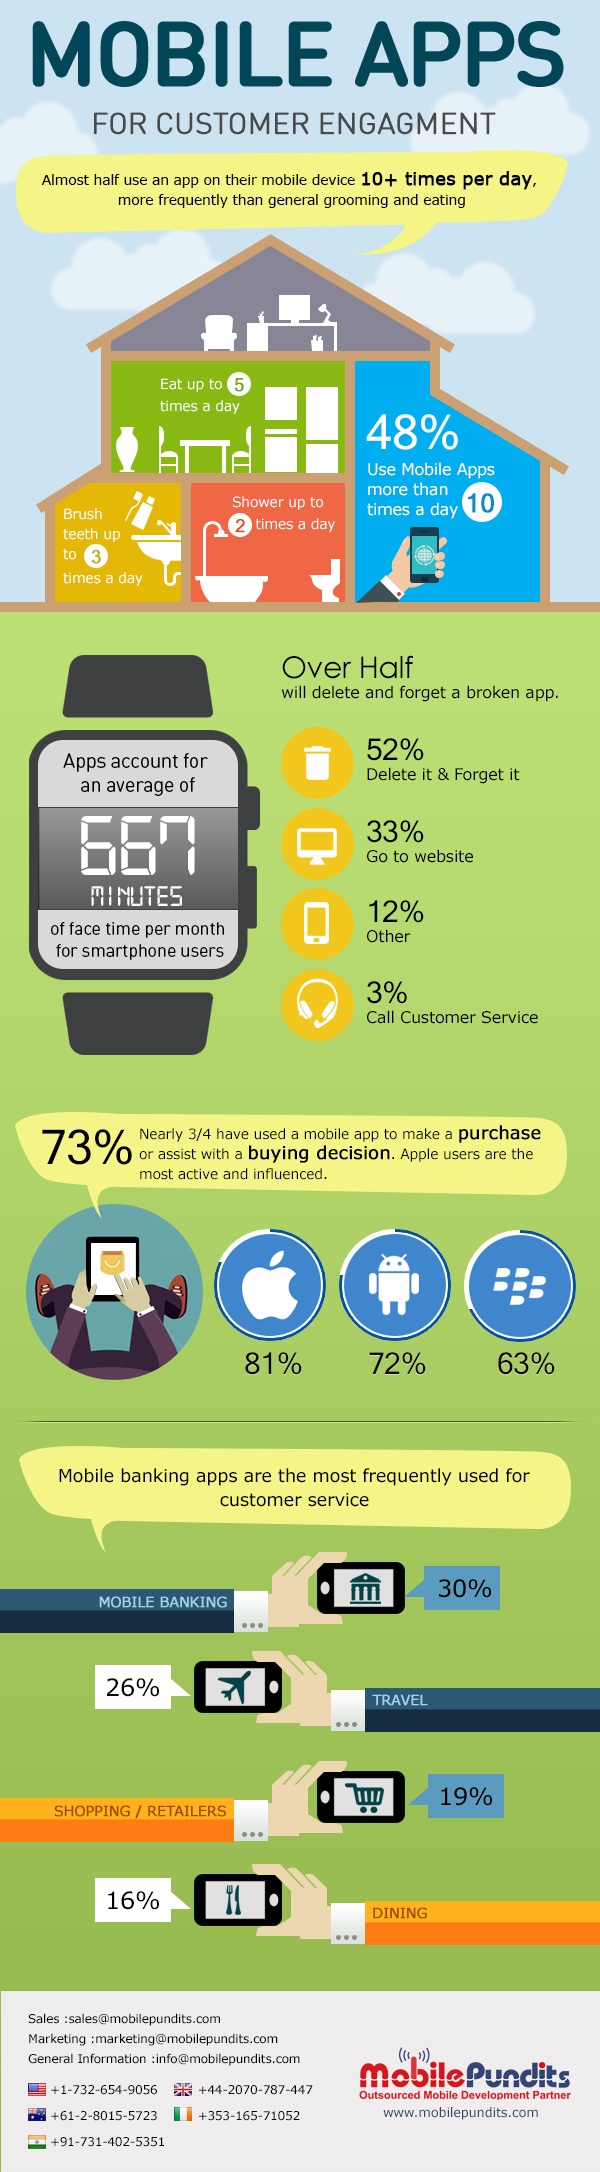 MOBILE APPS
FOR CUSTOMER ENGAGMENT
Almost half use an app on their mobile device 10+ times per day,
more frequently than general grooming and eating
Eat up to 5
times a day
48%
Use Mobile Apps
more than
times a day 10
Brush
teeth up
to 3
times a day
Shower up to
2 times a day
Over Half
will delete and forget a broken app.
Apps account for
an average of
667
MINUTES
of face time per month
for smartphone users
52%
Delete it & Forget it
33%
Go to website
12%
Other
3%
Call Customer Service
73%
Nearly 3/4 have used a mobile app to make a purchase
or assist with a buying decision. Apple users are the
most active and influenced.
81%
72%
63%
Mobile banking apps are the most frequently used for
customer service
MOBILE BANKING
30%
26%
TRAVEL
SHOPPING / RETAILERS
19%
16%
DINING
Sales :sales@mobilepundits.com
Marketing :marketing@mobilepundits.com
General Information :info@mobilepundits.com
+1-732-654-9056
+44-2070-787-447
+61-2-8015-5723
+353-165-71052
+91-731-402-5351
MobilePundits
Outsourced Mobile Development Partner
www.mobilepundits.com